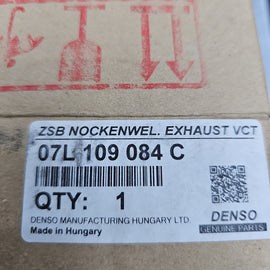 ZSB NOCKENWEL. EXHAUST VCT
07L 109 084 C
QTY: 1
DENSO MANUFACTURING HUNGARY LTD.
Made in Hungary
DENSO
GENUINE PARTS